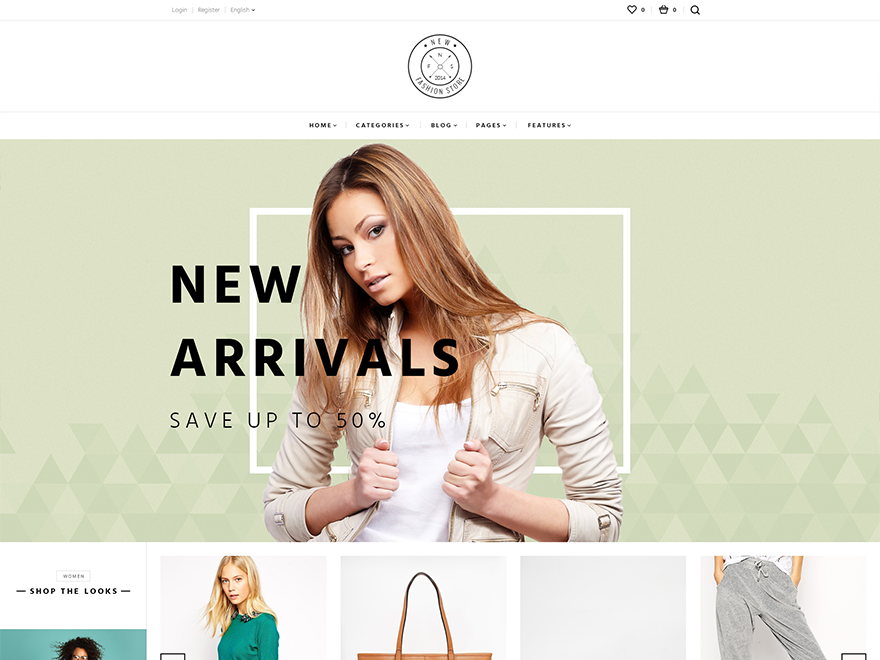 Login
Register
English
0
0
NEW
N
F
S
2014
FASHION STORE
HOME
CATEGORIES
BLOG
PAGES
FEATURES
NEW
ARRIVALS
SAVE UP TO 50%
WOMEN
SHOP THE LOOKS